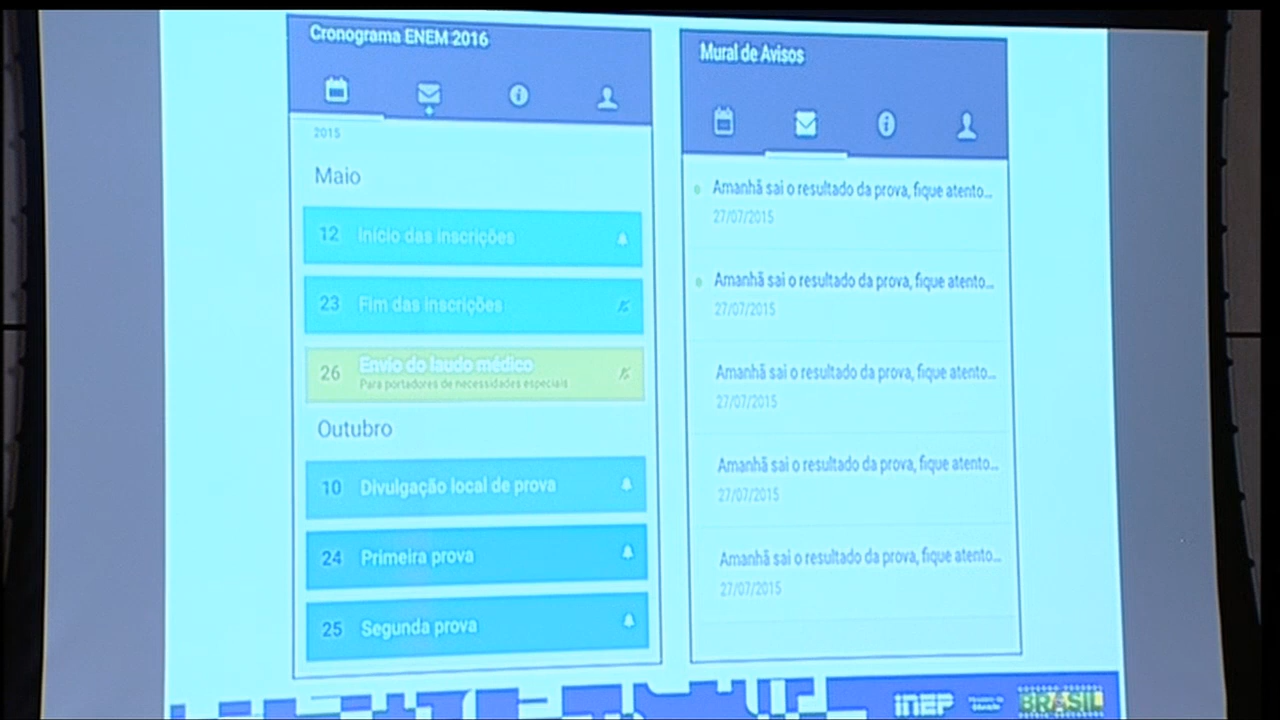 Cronograma ENEM 2016
2015
Maio
12 Início das inscrições
23 Fim das inscrições
26 Envio do laudo médico
Para portadores de necessidades especiais
Outubro
10 Divulgação local de prova
24 Primeira prova
25 Segunda prova
Mural de Avisos
Amanhã sai o resultado da prova, fique atento...
27/07/2015
Amanhã sai o resultado da prova, fique atento...
27/07/2015
Amanhã sai o resultado da prova, fique atento...
27/07/2015
Amanhã sai o resultado da prova, fique atento...
27/07/2015
Amanhã sai o resultado da prova, fique atento...
27/07/2015
inep
Ministério da
Educação
BRASIL